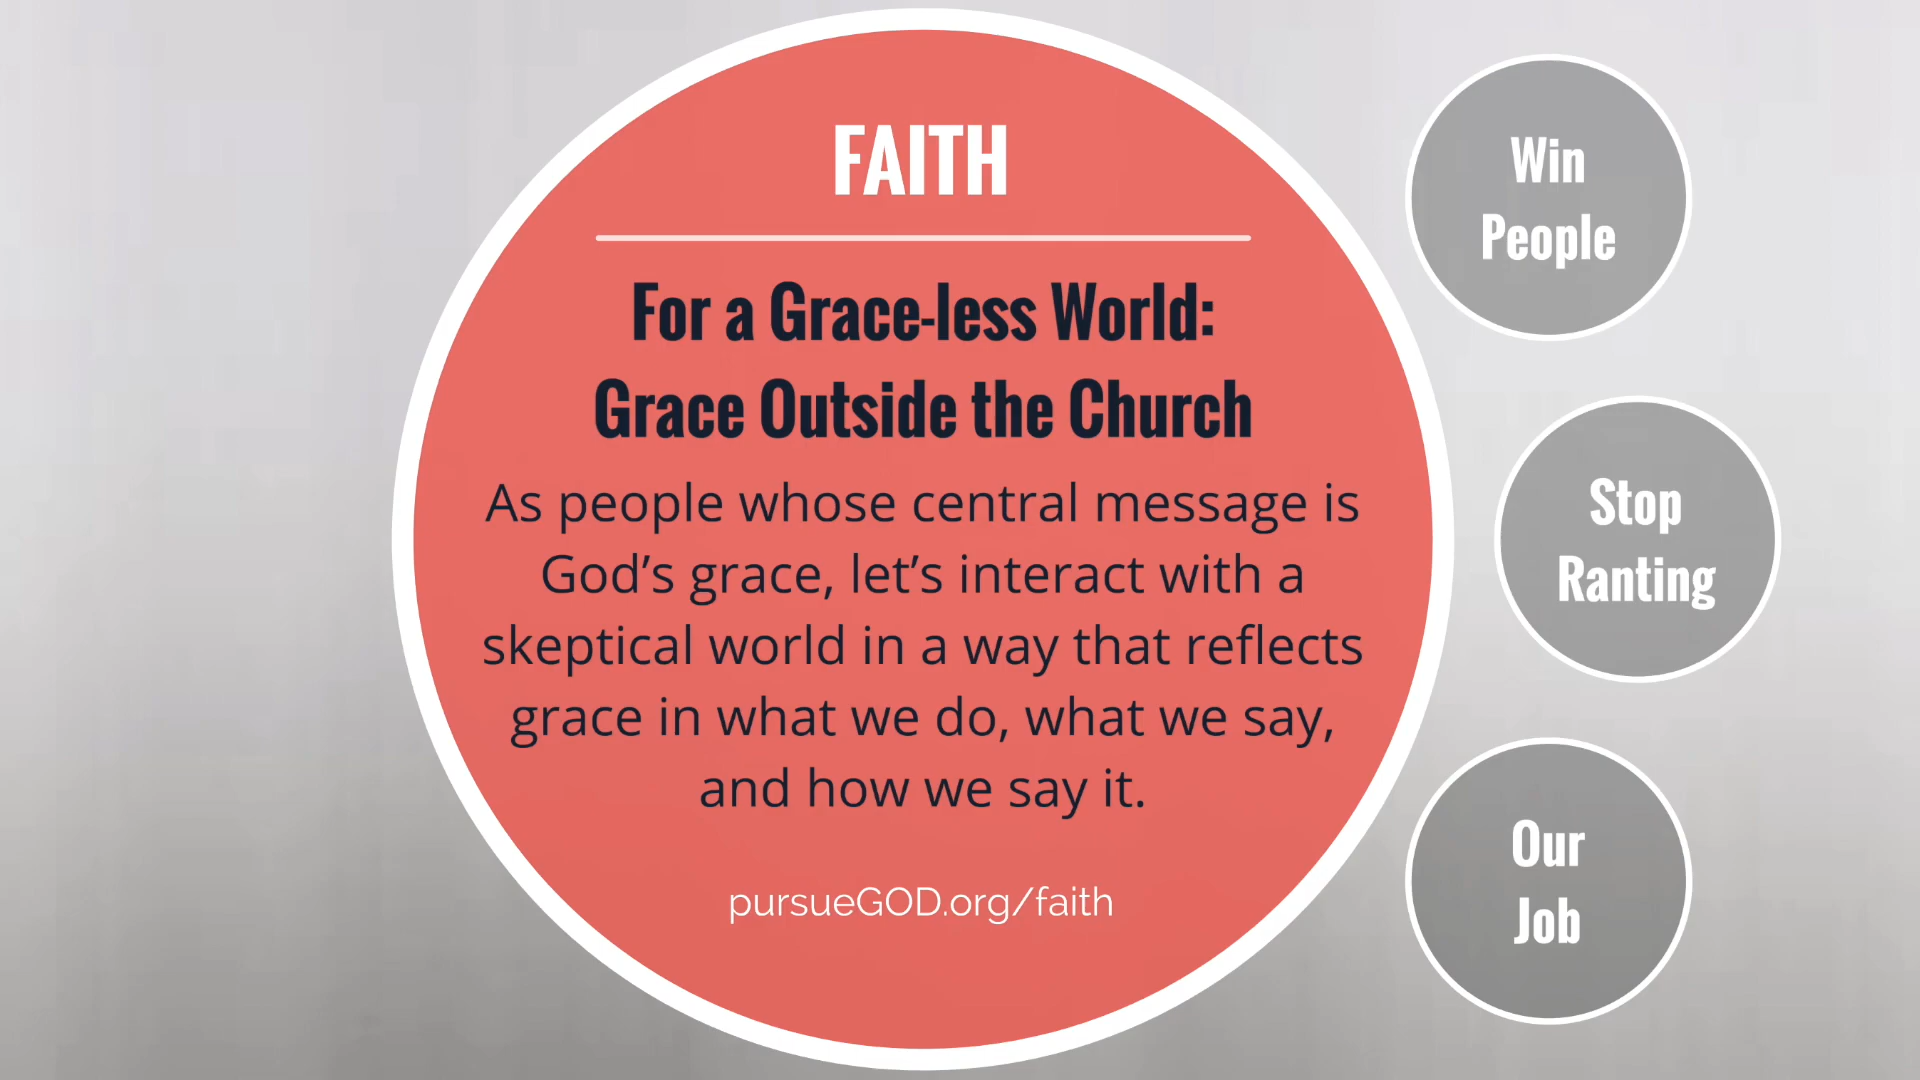 FAITH
For a Grace-less World:
Grace Outside the Church
As people whose central message is
God’s grace, let’s interact with a
skeptical world in a way that reflects
grace in what we do, what we say,
and how we say it.
pursueGOD.org/faith
Win
People
Stop
Ranting
Our
Job